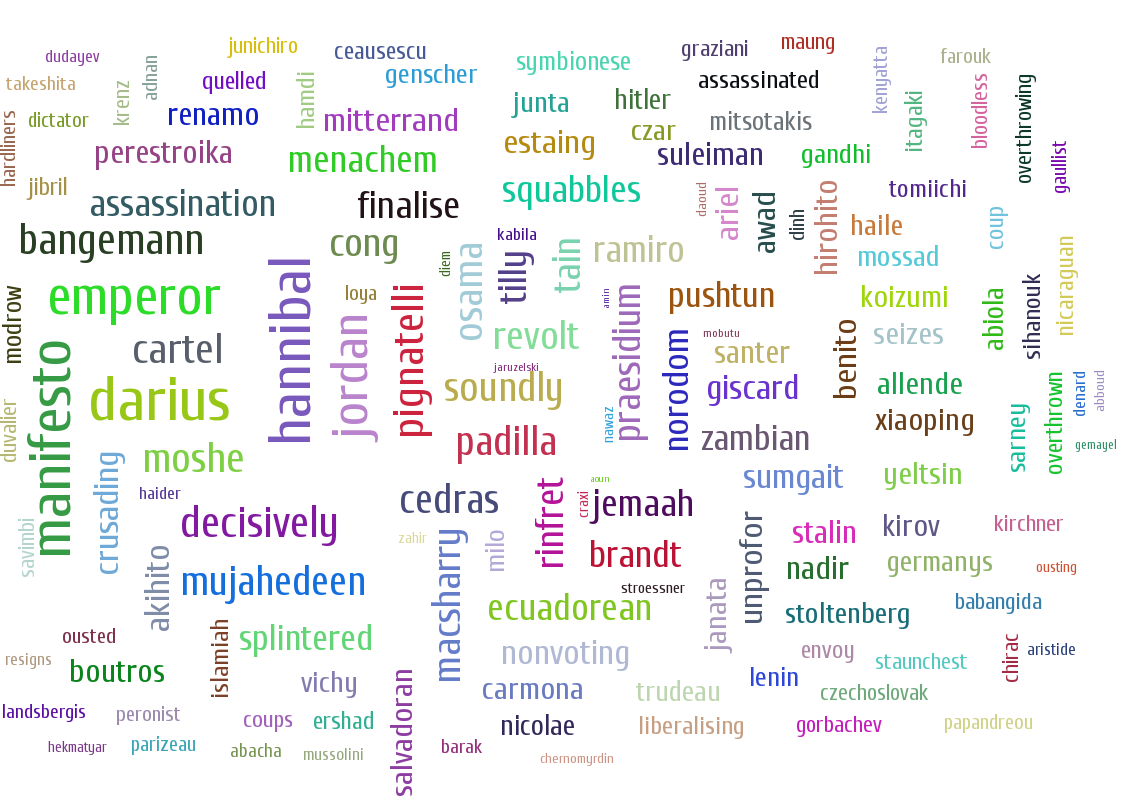 junichiro
ceausescu
graziani
maung
dudayev
adnan
genscher
symbionese
assassinated
kenyatta
farouk
takeshita
krenz
quelled
hamdi
junta
hitler
itagaki
bloodless
overthrowing
hardliners
dictator
renamo
mitterrand
estaing
czar
mitsotakis
gaullist
perestroika
menachem
suleiman
gandhi
jibril
squabbles
daoud
ariel
awad
dinh
hirohito
tomiichi
assassination
finalise
haile
coup
bangemann
cong
kabila
diem
osama
tilly
tain
ramiro
mossad
nicaraguan
modrow
emperor
hannibal
loya
pignatelli
amin
praesidium
pushtun
koizumi
abiola
sihanouk
cartel
jordan
revolt
norodom
mobutu
santer
benito
seizes
manifesto
darius
jaruzelski
soundly
giscard
allende
denard
abboud
duvalier
nawaz
xiaoping
sarney
overthrown
gemayel
moshe
padilla
zambian
crusading
sumgait
yeltsin
haider
cedras
rinfret
craxi
aoun
jemaah
savimbi
decisively
zahir
macsharry
milo
brandt
unprofor
stalin
kirov
kirchner
akihito
mujahedeen
stroessner
nadir
germanys
ousting
ecuadorean
janata
stoltenberg
babangida
ousted
islamiah
splintered
nonvoting
envoy
staunchest
chirac
aristide
resigns
boutros
vichy
salvadoran
carmona
trudeau
lenin
czechoslovak
landsbergis
peronist
coups
ershad
nicolae
liberalising
gorbachev
papandreou
hekmatyar
parizeau
abacha
mussolini
barak
chernomyrdin